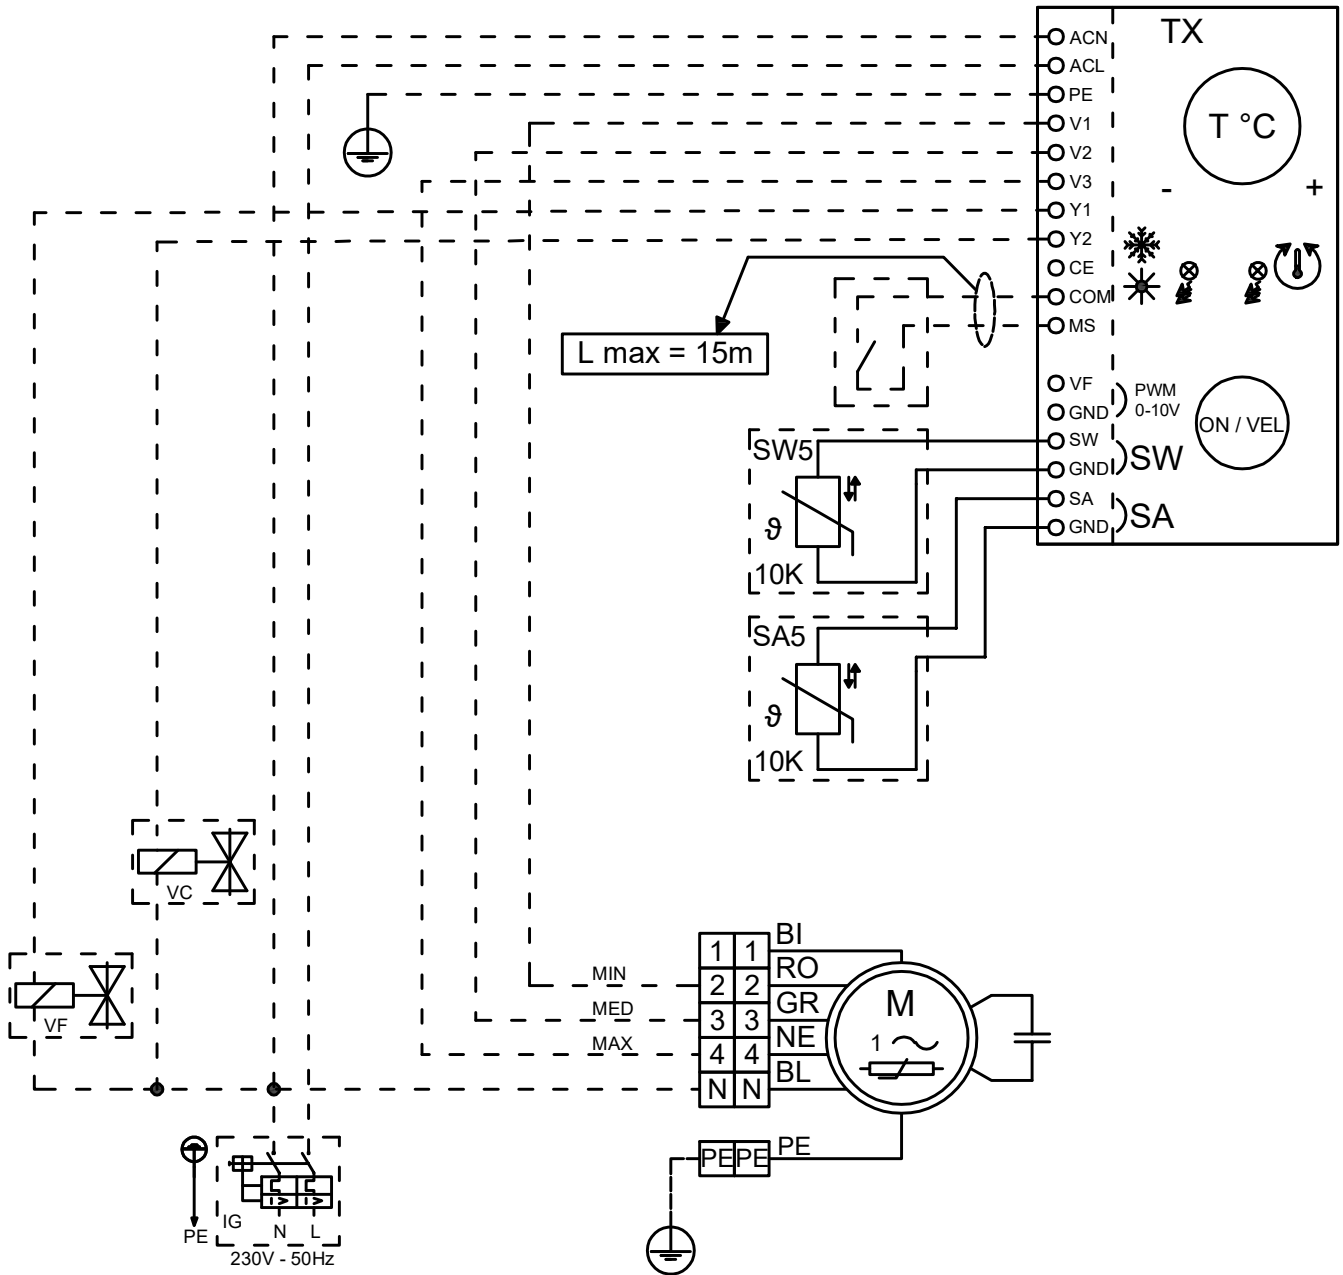 TX
ACN
ACL
PE
V1
V2
V3
Y1
Y2
CE
COM
MS
VF
GND
SW
GND
SA
GND
T °C
- +
PWM
0-10V
ON / VEL
SW
SA
L max = 15m
SW5
ϑ
10K
SA5
ϑ
10K
VC
VF
MIN
MED
MAX
1 1 BI
2 2 RO
3 3 GR
4 4 NE
N N BL
PE PE PE
M
1
PE
IG
I > I >
N L
230V - 50Hz